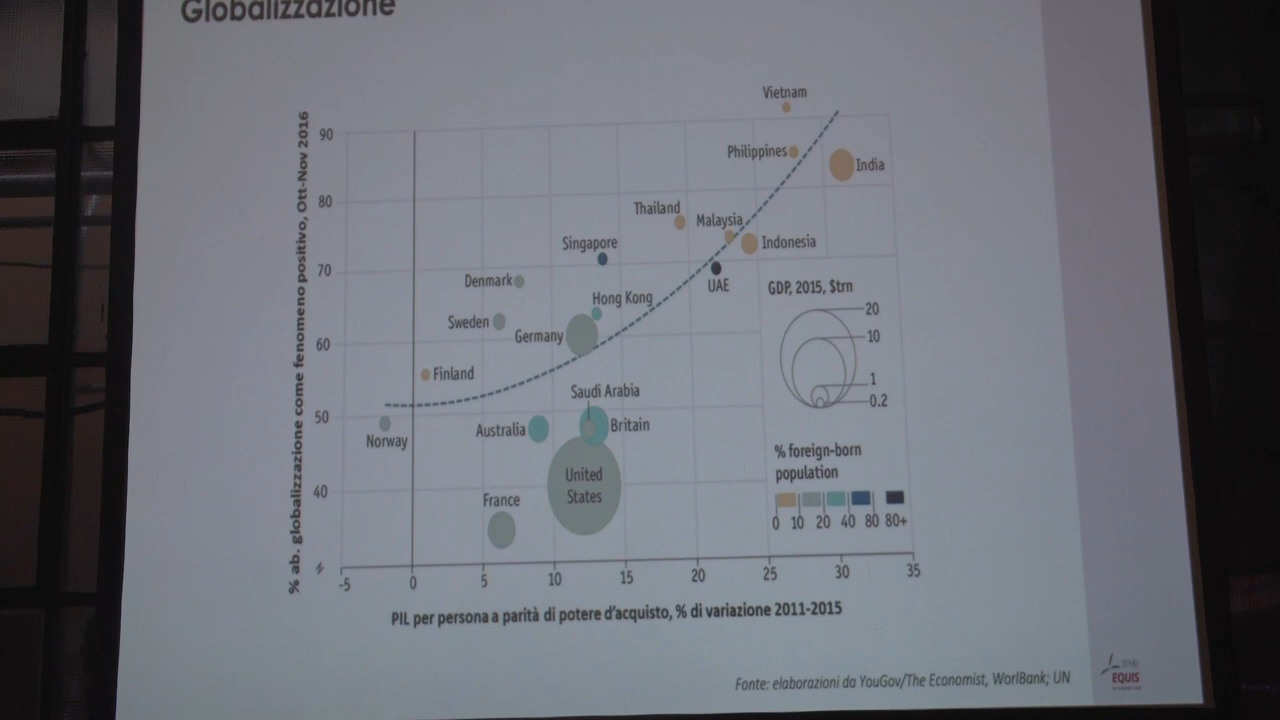 Globalizzazione
% ab. globalizzazione come fenomeno positivo, Ott-Nov 2016
90
80
70
60
50
40
Vietnam
Philippines
India
Thailand
Malaysia
Indonesia
Singapore
UAE
Denmark
Hong Kong
Sweden
Germany
Finland
Saudi Arabia
Norway
Australia
Britain
United
States
France
GDP, 2015, $trn
20
10
1
0.2
% foreign-born
population
0 10 20 40 80 80+
-5 0 5 10 15 20 25 30 35
PIL per persona a parità di potere d'acquisto, % di variazione 2011-2015
Fonte: elaborazioni da YouGov/The Economist, WorlBank; UN
EQUIS